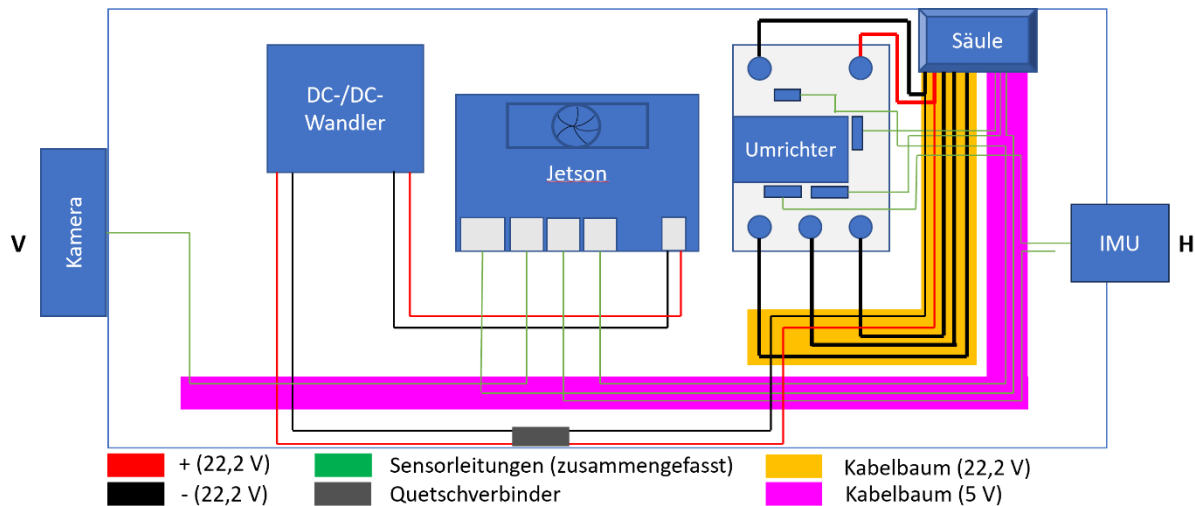 Säule
DC-/DC-
Wandler
Umrichter
Jetson
Kamera
V
IMU
H
+ (22,2 V)
Sensorleitungen (zusammengefasst)
Kabelbaum (22,2 V)
- (22,2 V)
Quetschverbinder
Kabelbaum (5 V)